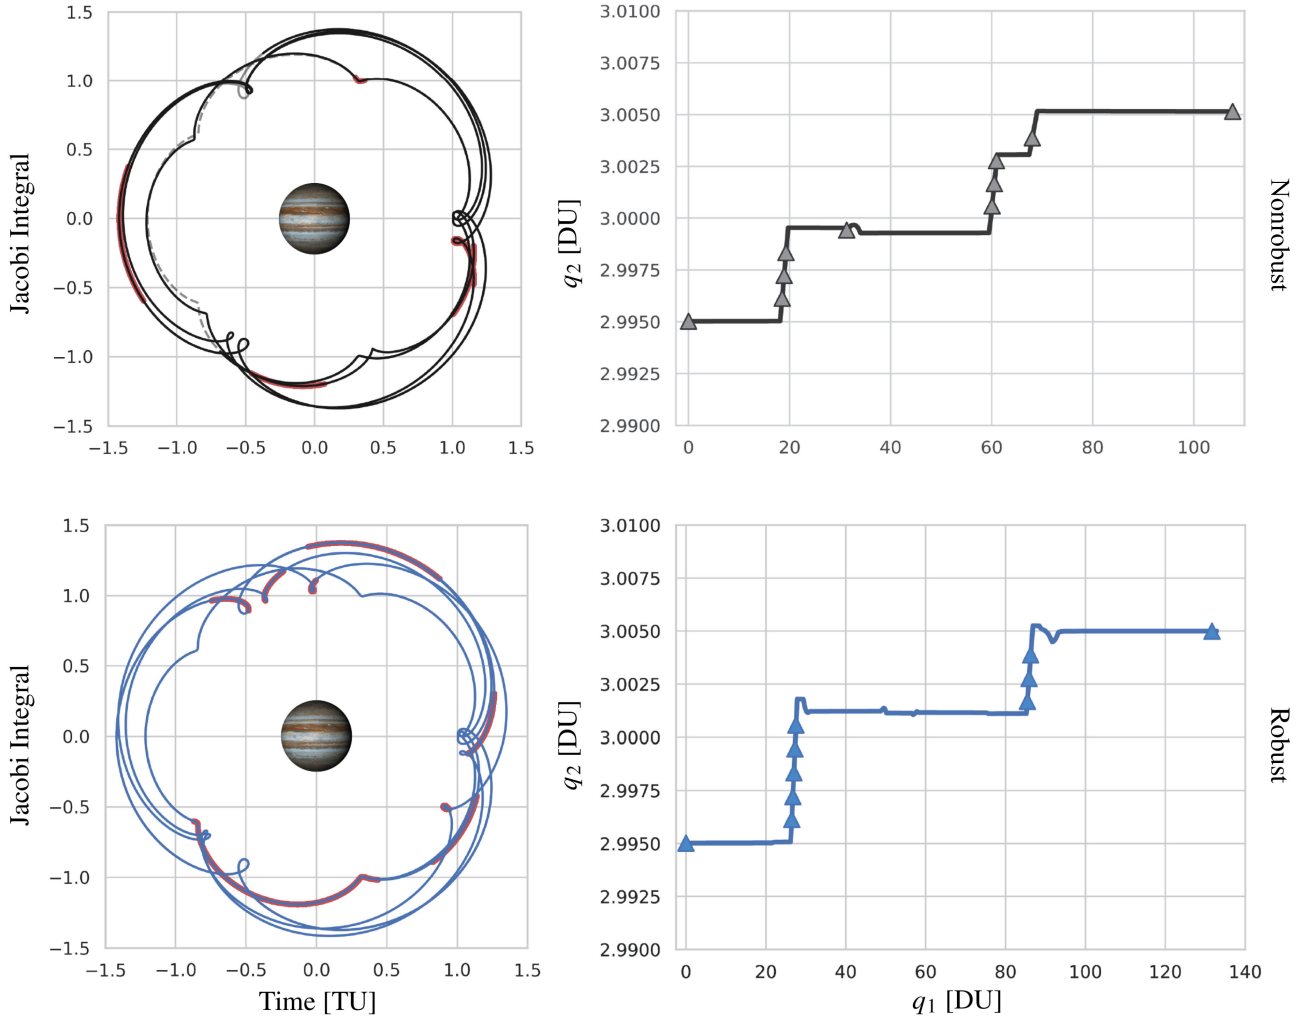 1.5
1.0
0.5
0.0
−0.5
−1.0
−1.5
−1.5 −1.0 −0.5 0.0 0.5 1.0 1.5
Jacobi Integral
3.0100
3.0075
3.0050
3.0025
3.0000
2.9975
2.9950
2.9925
2.9900
0 20 40 60 80 100
q2 [DU]
Nonrobust
1.5
1.0
0.5
0.0
−0.5
−1.0
−1.5
−1.5 −1.0 −0.5 0.0 0.5 1.0 1.5
Jacobi Integral
Time [TU]
3.0100
3.0075
3.0050
3.0025
3.0000
2.9975
2.9950
2.9925
2.9900
0 20 40 60 80 100 120 140
q2 [DU]
q1 [DU]
Robust